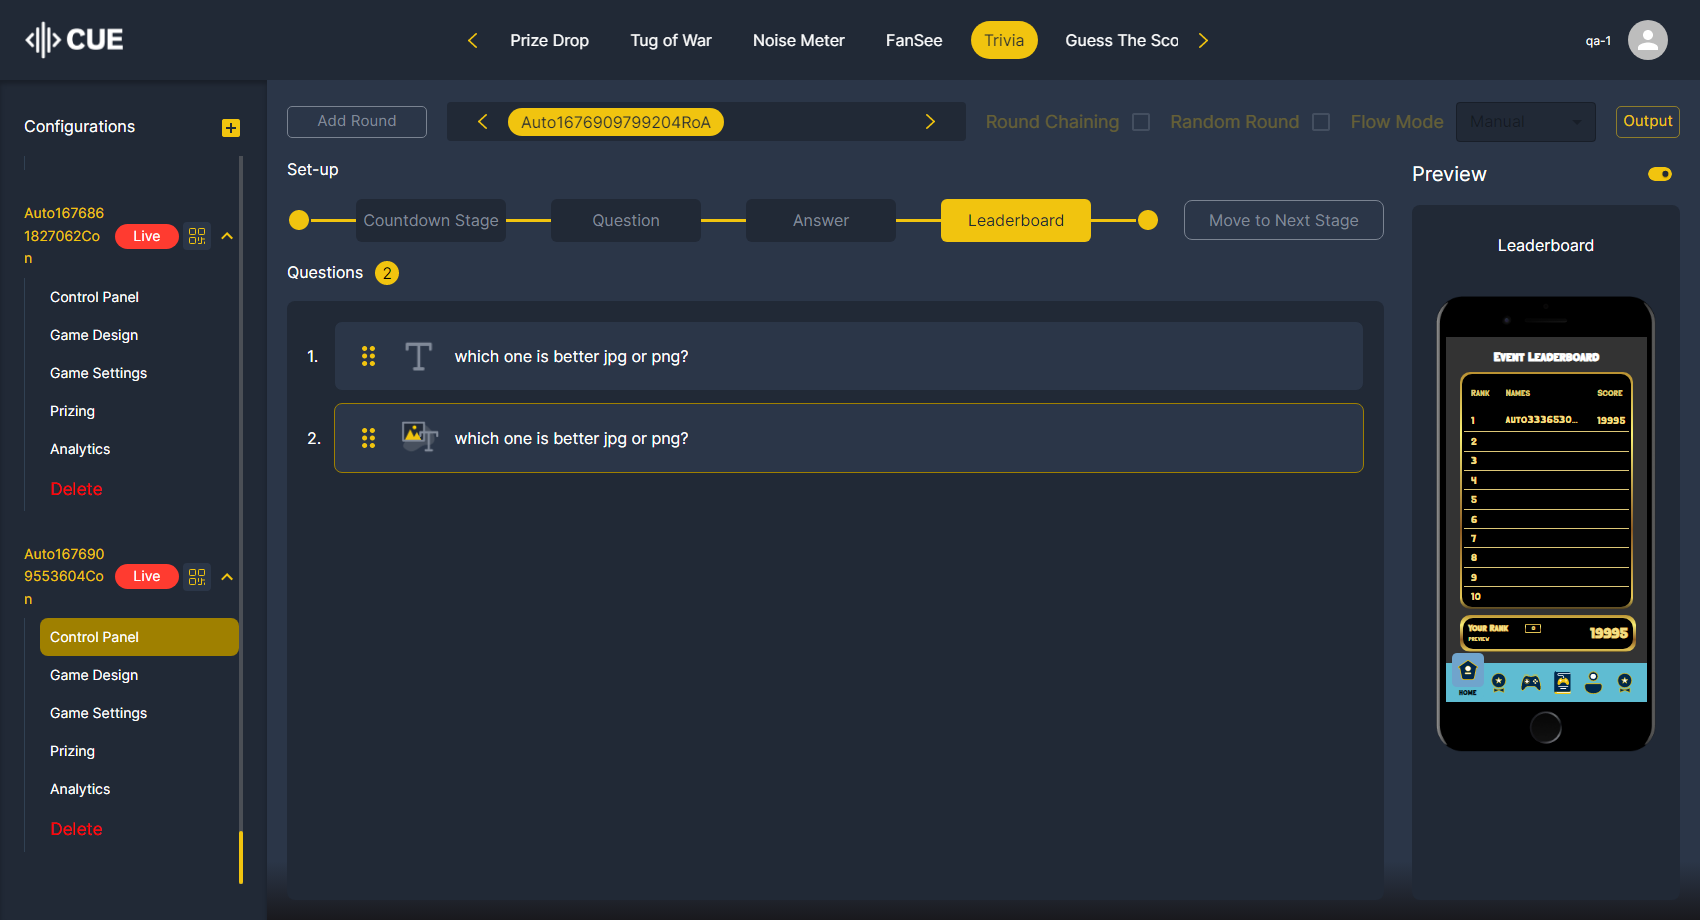 CUE
Prize Drop
Tug of War
Noise Meter
FanSee
Trivia
Guess The Sco
qa-1
Configurations
Add Round
Auto1676909799204RoA
Round Chaining
Random Round
Flow Mode
Manual
Output
Set-up
Preview
Auto167686
1827062Co
n
Live
Countdown Stage
Question
Answer
Leaderboard
Move to Next Stage
Leaderboard
Questions 2
Control Panel
Game Design
Game Settings
Prizing
Analytics
Delete
1.
which one is better jpg or png?
2.
which one is better jpg or png?
Auto167690
9553604Co
n
Live
Control Panel
Game Design
Game Settings
Prizing
Analytics
Delete
Event Leaderboard
Rank Names Score
1 Auto3336530... 19995
2
3
4
5
6
7
8
9
10
Your Rank
Preview
19995
Home